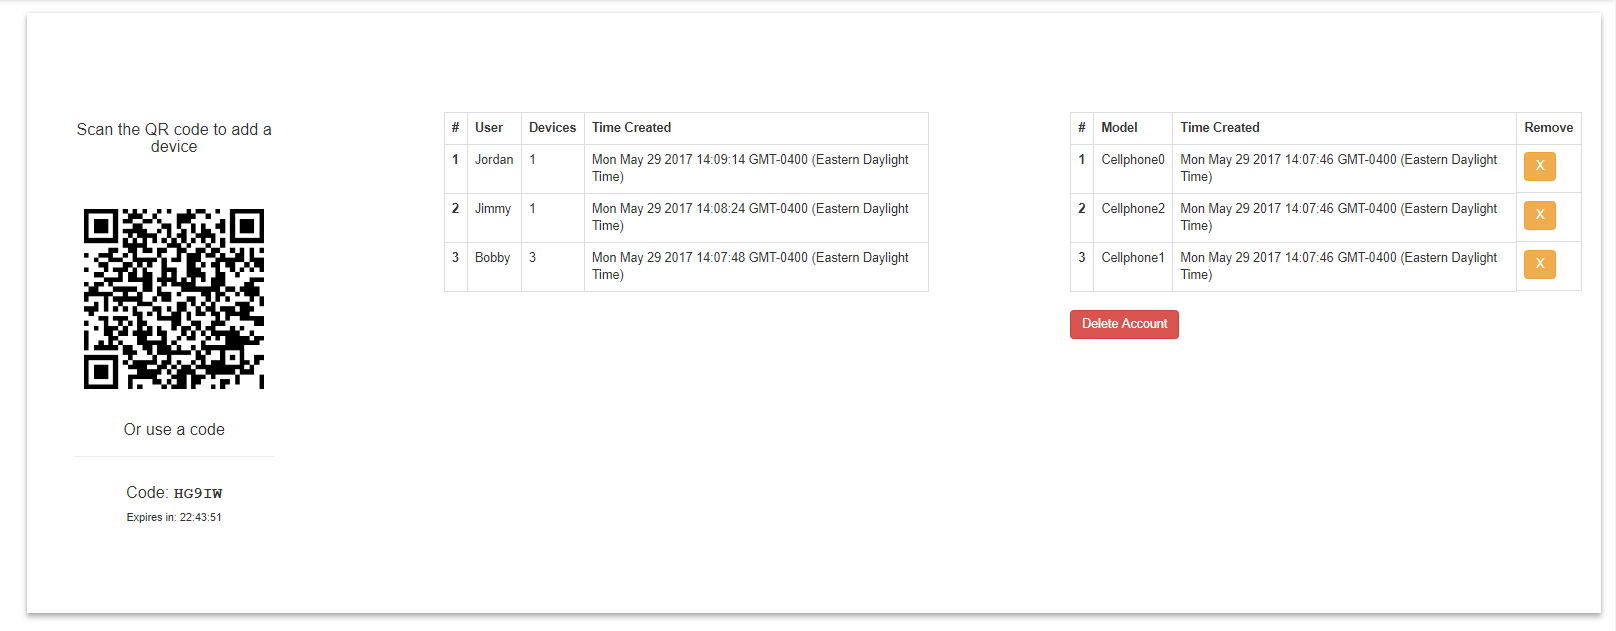 Scan the QR code to add a
device
Or use a code
Code: HG9IW
Expires in: 22:43:51
# User Devices Time Created
1 Jordan 1 Mon May 29 2017 14:09:14 GMT-0400 (Eastern Daylight
Time)
2 Jimmy 1 Mon May 29 2017 14:08:24 GMT-0400 (Eastern Daylight
Time)
3 Bobby 3 Mon May 29 2017 14:07:48 GMT-0400 (Eastern Daylight
Time)
# Model Time Created Remove
1 Cellphone0 Mon May 29 2017 14:07:46 GMT-0400 (Eastern Daylight X
Time)
2 Cellphone2 Mon May 29 2017 14:07:46 GMT-0400 (Eastern Daylight X
Time)
3 Cellphone1 Mon May 29 2017 14:07:46 GMT-0400 (Eastern Daylight X
Time)
Delete Account